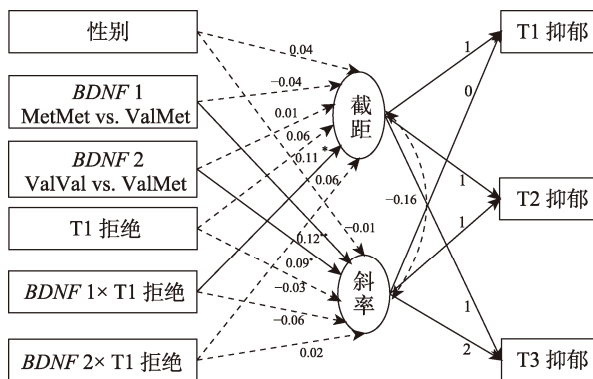 性别
BDNF 1
MetMet vs. ValMet
BDNF 2
ValVal vs. ValMet
T1 拒绝
BDNF 1× T1 拒绝
BDNF 2× T1 拒绝
0.04
−0.04
0.01
0.06
0.11*
0.06
−0.01
0.12**
0.09*
−0.03
−0.06
0.02
截距
斜率
−0.16
1
0
1
1
1
2
T1 抑郁
T2 抑郁
T3 抑郁